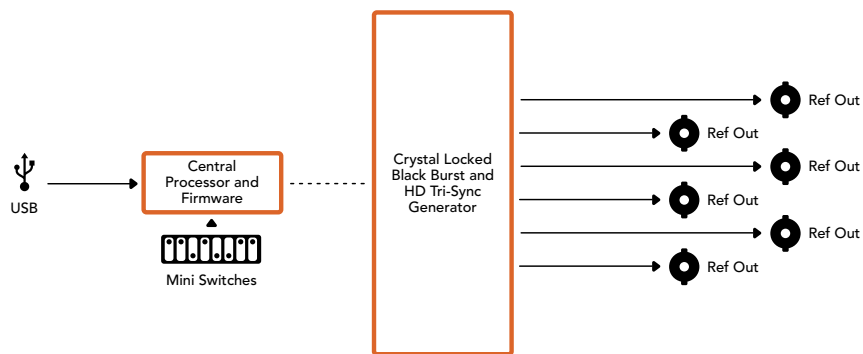 USB
Central
Processor and
Firmware
Mini Switches
Crystal Locked
Black Burst and
HD Tri-Sync
Generator
Ref Out
Ref Out
Ref Out
Ref Out
Ref Out
Ref Out